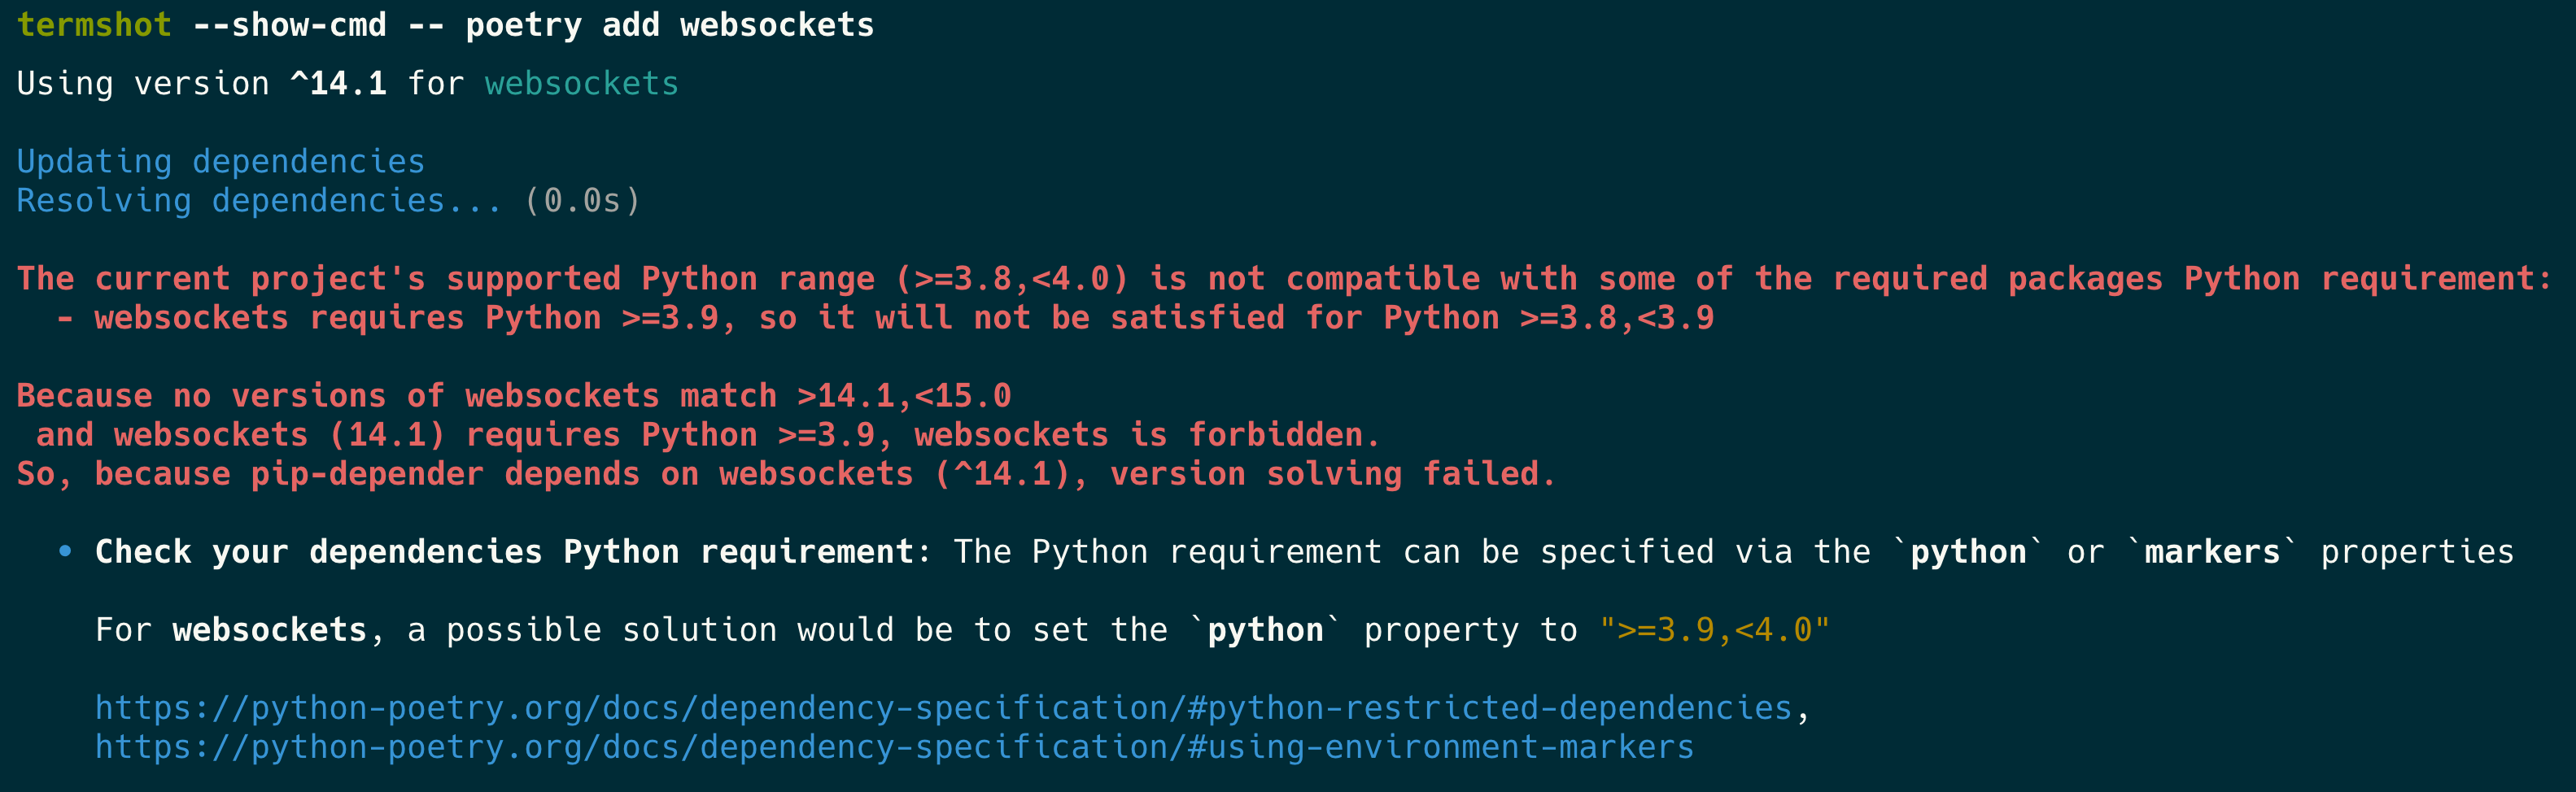 termshot --show-cmd -- poetry add websockets
Using version ^14.1 for websockets
Updating dependencies
Resolving dependencies... (0.0s)
The current project's supported Python range (>=3.8,<4.0) is not compatible with some of the required packages Python requirement:
- websockets requires Python >=3.9, so it will not be satisfied for Python >=3.8,<3.9
Because no versions of websockets match >14.1,<15.0
and websockets (14.1) requires Python >=3.9, websockets is forbidden.
So, because pip-depender depends on websockets (^14.1), version solving failed.
• Check your dependencies Python requirement: The Python requirement can be specified via the `python` or `markers` properties
For websockets, a possible solution would be to set the `python` property to ">=3.9,<4.0"
https://python-poetry.org/docs/dependency-specification/#python-restricted-dependencies,
https://python-poetry.org/docs/dependency-specification/#using-environment-markers